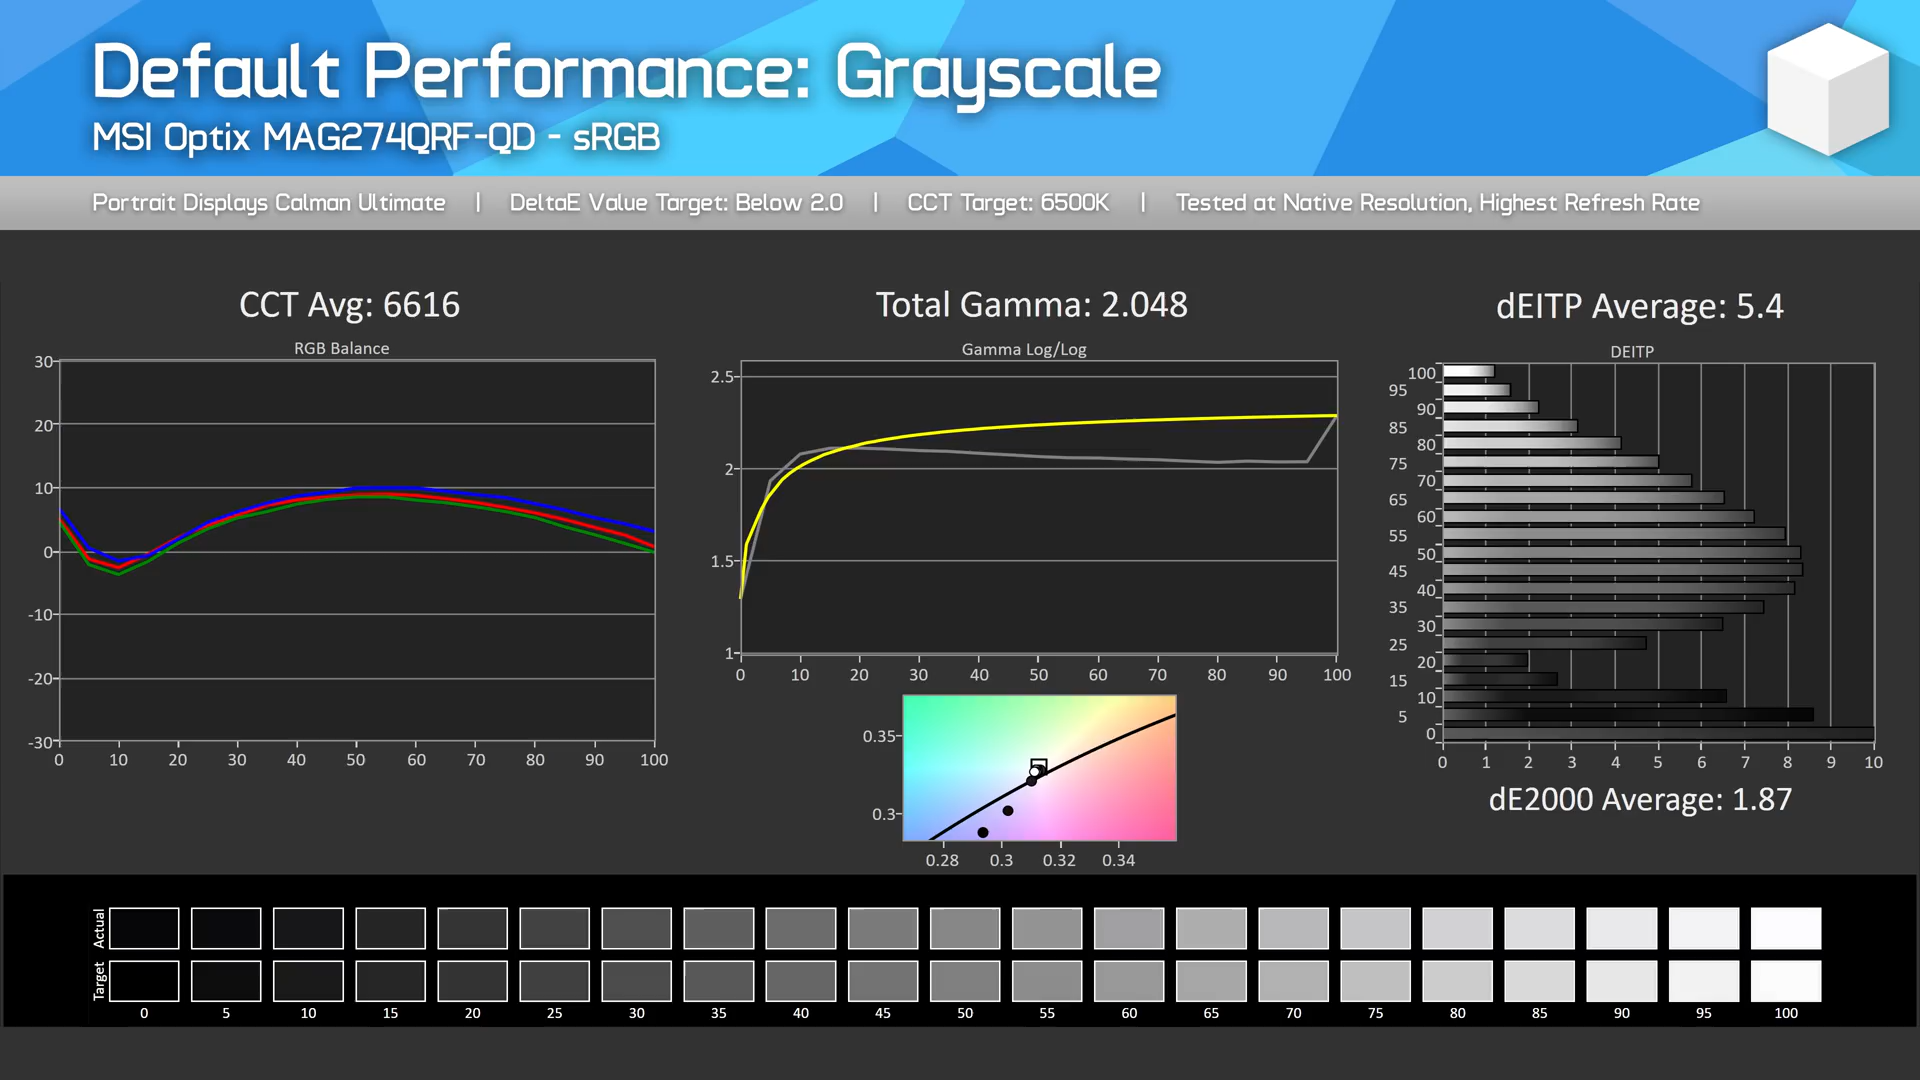 Default Performance: Grayscale
MSI Optix MAG274QRF-QD - sRGB
Portrait Displays Calman Ultimate | DeltaE Value Target: Below 2.0 | CCT Target: 6500K | Tested at Native Resolution, Highest Refresh Rate
CCT Avg: 6616
RGB Balance
30
20
10
0
-10
-20
-30
0 10 20 30 40 50 60 70 80 90 100
Total Gamma: 2.048
Gamma Log/Log
2.5
2
1.5
1
0 10 20 30 40 50 60 70 80 90 100
0.35
0.3
0.28 0.3 0.32 0.34
dEITP Average: 5.4
DEITP
100
95
90
85
80
75
70
65
60
55
50
45
40
35
30
25
20
15
10
5
0
0 1 2 3 4 5 6 7 8 9 10
dE2000 Average: 1.87
Actual
Target
0 5 10 15 20 25 30 35 40 45 50 55 60 65 70 75 80 85 90 95 100